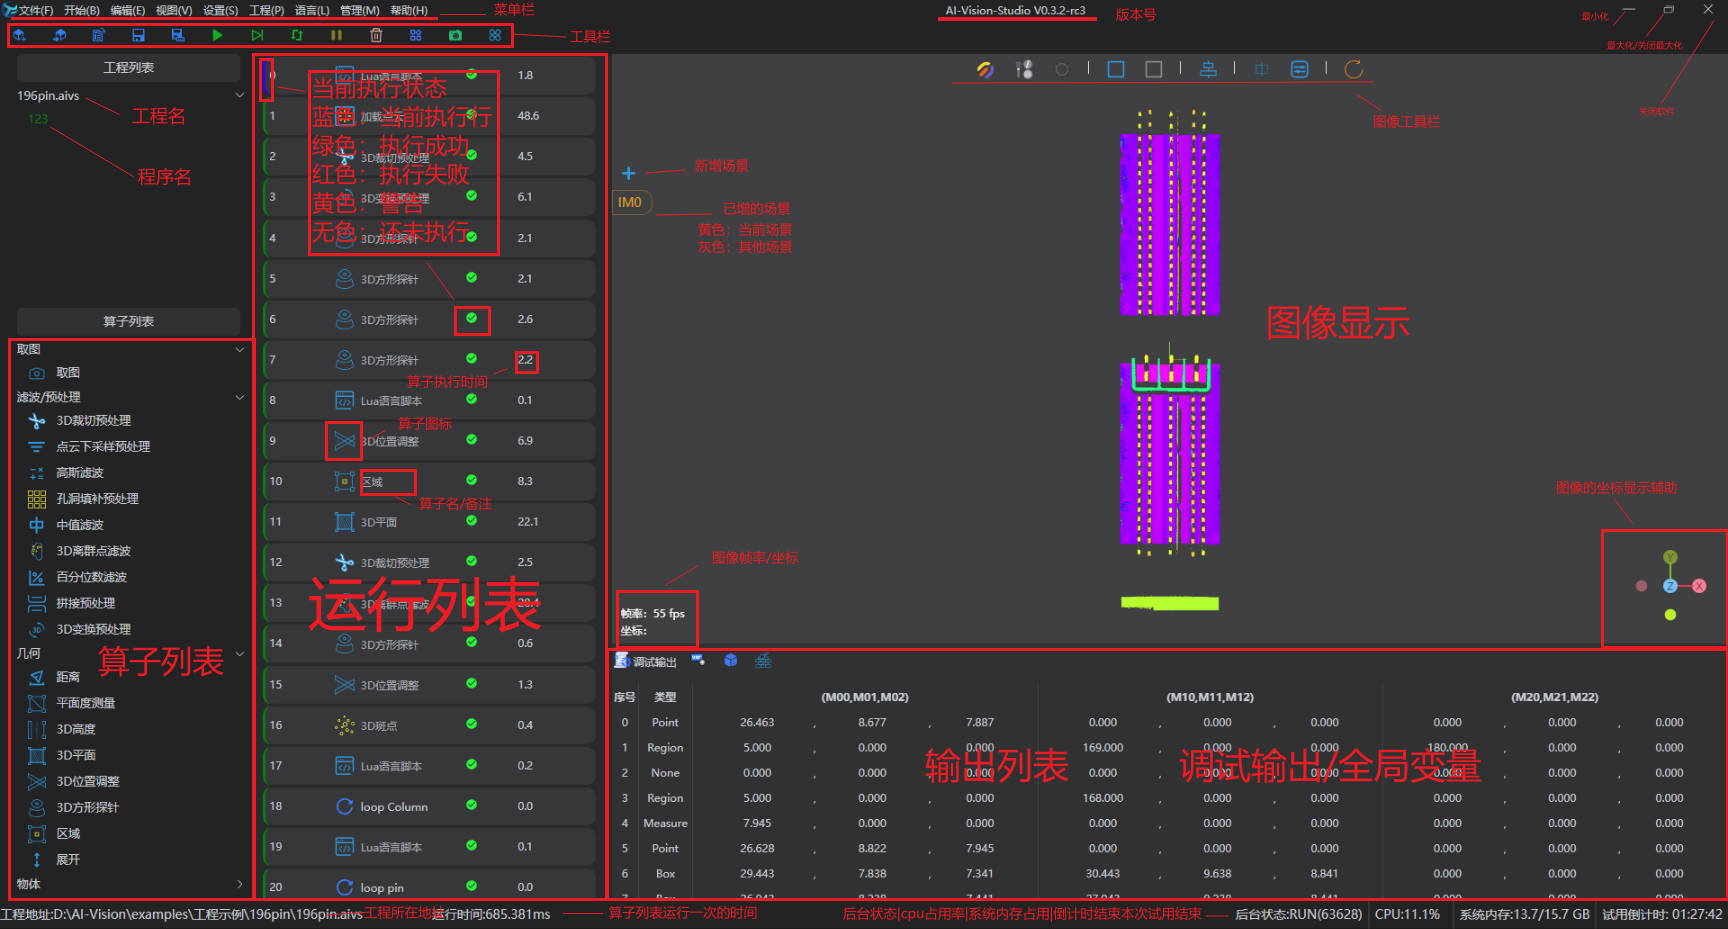 文件(F) 开始(B) 编辑(E) 视图(V) 设置(S) 工程(P) 语言(L) 管理(M) 帮助(H)
菜单栏
AI-Vision-Studio V0.3.2-rc3
版本号
最小化
最大化/关闭最大化
工具栏
工程列表
196pin.aivs
工程名
123
程序名
关闭软件
图像工具栏
0 Lua语言脚本 1.8
1 加载点云 48.6
2 3D裁切预处理 4.5
3 3D变换预处理 6.1
4 3D方形探针 2.1
5 3D方形探针 2.1
6 3D方形探针 2.6
7 3D方形探针 2.2
8 Lua语言脚本 0.1
9 3D位置调整 6.9
10 区域 8.3
11 3D平面 22.1
12 3D裁切预处理 2.5
13 3D离群点滤波
14 3D方形探针 0.6
15 3D位置调整 1.3
16 3D斑点 0.4
17 Lua语言脚本 0.2
18 loop Column 0.0
19 Lua语言脚本 0.1
20 loop pin 0.0
当前执行状态
蓝色：当前执行行
绿色：执行成功
红色：执行失败
黄色：警告
无色：还未执行
算子执行时间
算子图标
算子名/备注
运行列表
新增场景
IM0
已增的场景
黄色：当前场景
灰色：其他场景
图像显示
图像的坐标显示辅助
Y
Z
X
图像帧率/坐标
帧率: 55 fps
坐标:
算子列表
取图
取图
滤波/预处理
3D裁切预处理
点云下采样预处理
高斯滤波
孔洞填补预处理
中值滤波
3D离群点滤波
百分位数滤波
拼接预处理
3D变换预处理
几何
算子列表
距离
平面度测量
3D高度
3D平面
3D位置调整
3D方形探针
区域
展开
物体
调试输出
序号 类型 (M00,M01,M02) (M10,M11,M12) (M20,M21,M22)
0 Point 26.463 , 8.677 , 7.887 0.000 , 0.000 , 0.000 0.000 , 0.000 , 0.000
1 Region 5.000 , 0.000 , 0.000 169.000 , 0.000 , 0.000 180.000 , 0.000 , 0.000
2 None 0.000 , 0.000 , 0.000 0.000 , 0.000 , 0.000 0.000 , 0.000 , 0.000
3 Region 5.000 , 0.000 , 0.000 168.000 , 0.000 , 0.000 0.000 , 0.000 , 0.000
4 Measure 7.945 , 0.000 , 0.000 0.000 , 0.000 , 0.000 0.000 , 0.000 , 0.000
5 Point 26.628 , 8.822 , 7.945 0.000 , 0.000 , 0.000 0.000 , 0.000 , 0.000
6 Box 29.443 , 7.838 , 7.341 30.443 , 9.638 , 8.841 0.000 , 0.000 , 0.000
输出列表
调试输出/全局变量
工程地址:D:\AI-Vision\examples\工程示例\196pin\196pin.aivs
工程所在地址
运行时间:685.381ms
算子列表运行一次的时间
后台状态|cpu占用率|系统内存占用|倒计时结束本次试用结束
后台状态:RUN(63628) CPU:11.1% 系统内存:13.7/15.7 GB 试用倒计时: 01:27:42